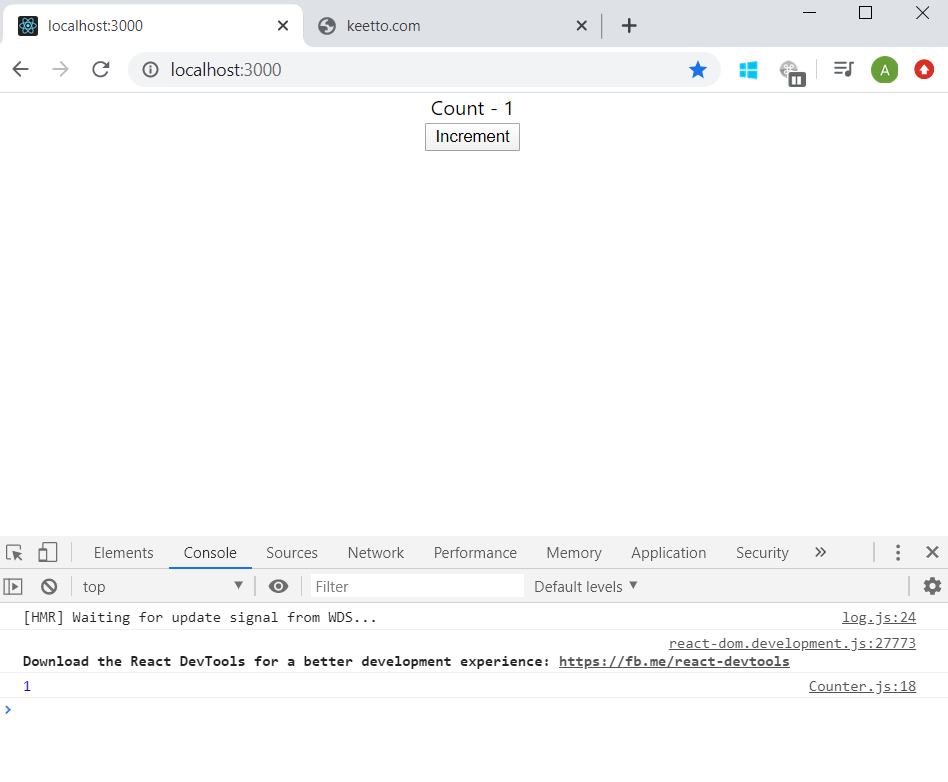 localhost:3000
keetto.com
localhost:3000
A
Count - 1
Increment
Elements Console Sources Network Performance Memory Application Security »
top Filter Default levels
[HMR] Waiting for update signal from WDS... log.js:24
react-dom.development.js:27773
Download the React DevTools for a better development experience: https://fb.me/react-devtools
1 Counter.js:18